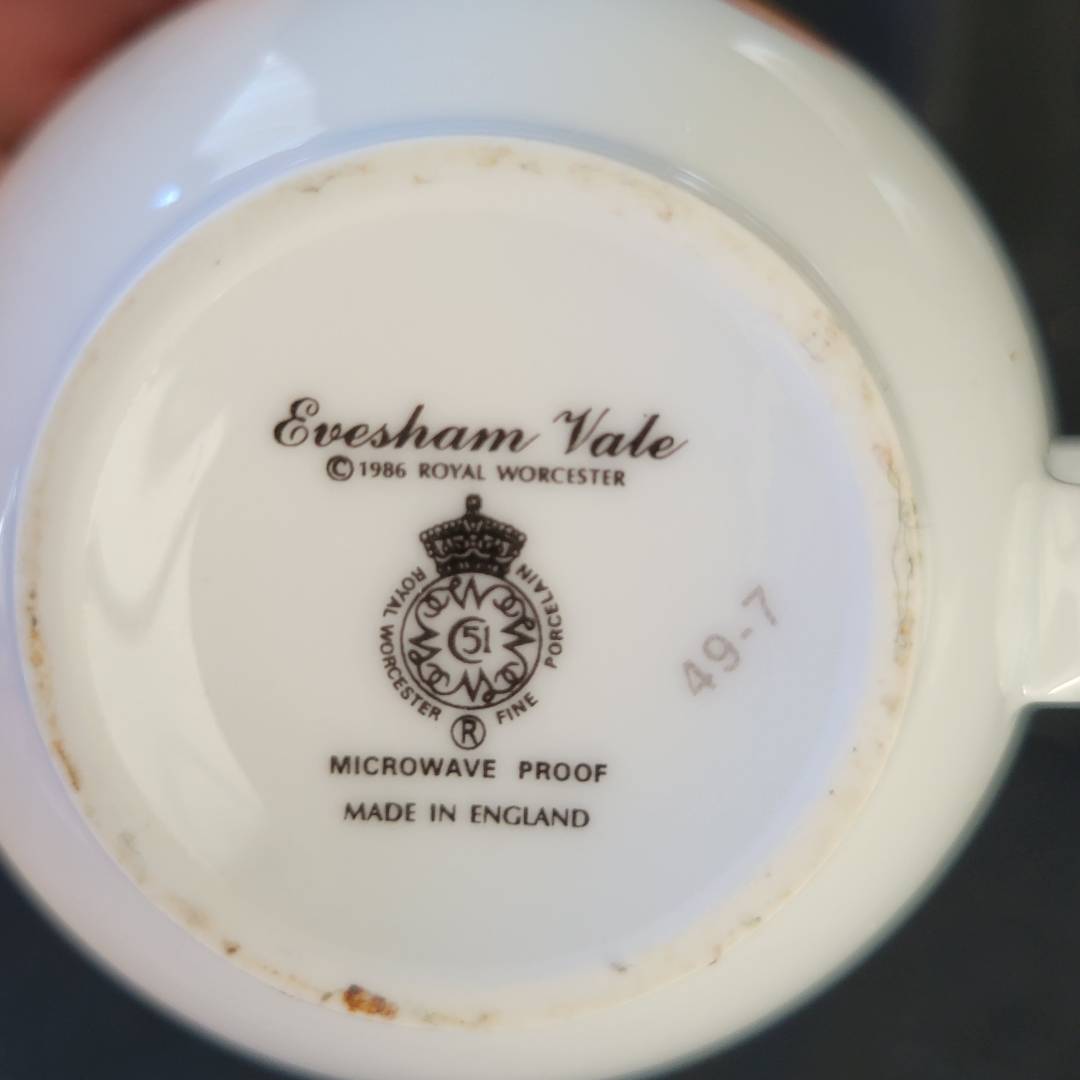 Evesham Vale
© 1986 ROYAL WORCESTER
ROYAL WORCESTER FINE PORCELAIN
51
®
MICROWAVE PROOF
MADE IN ENGLAND
49-7